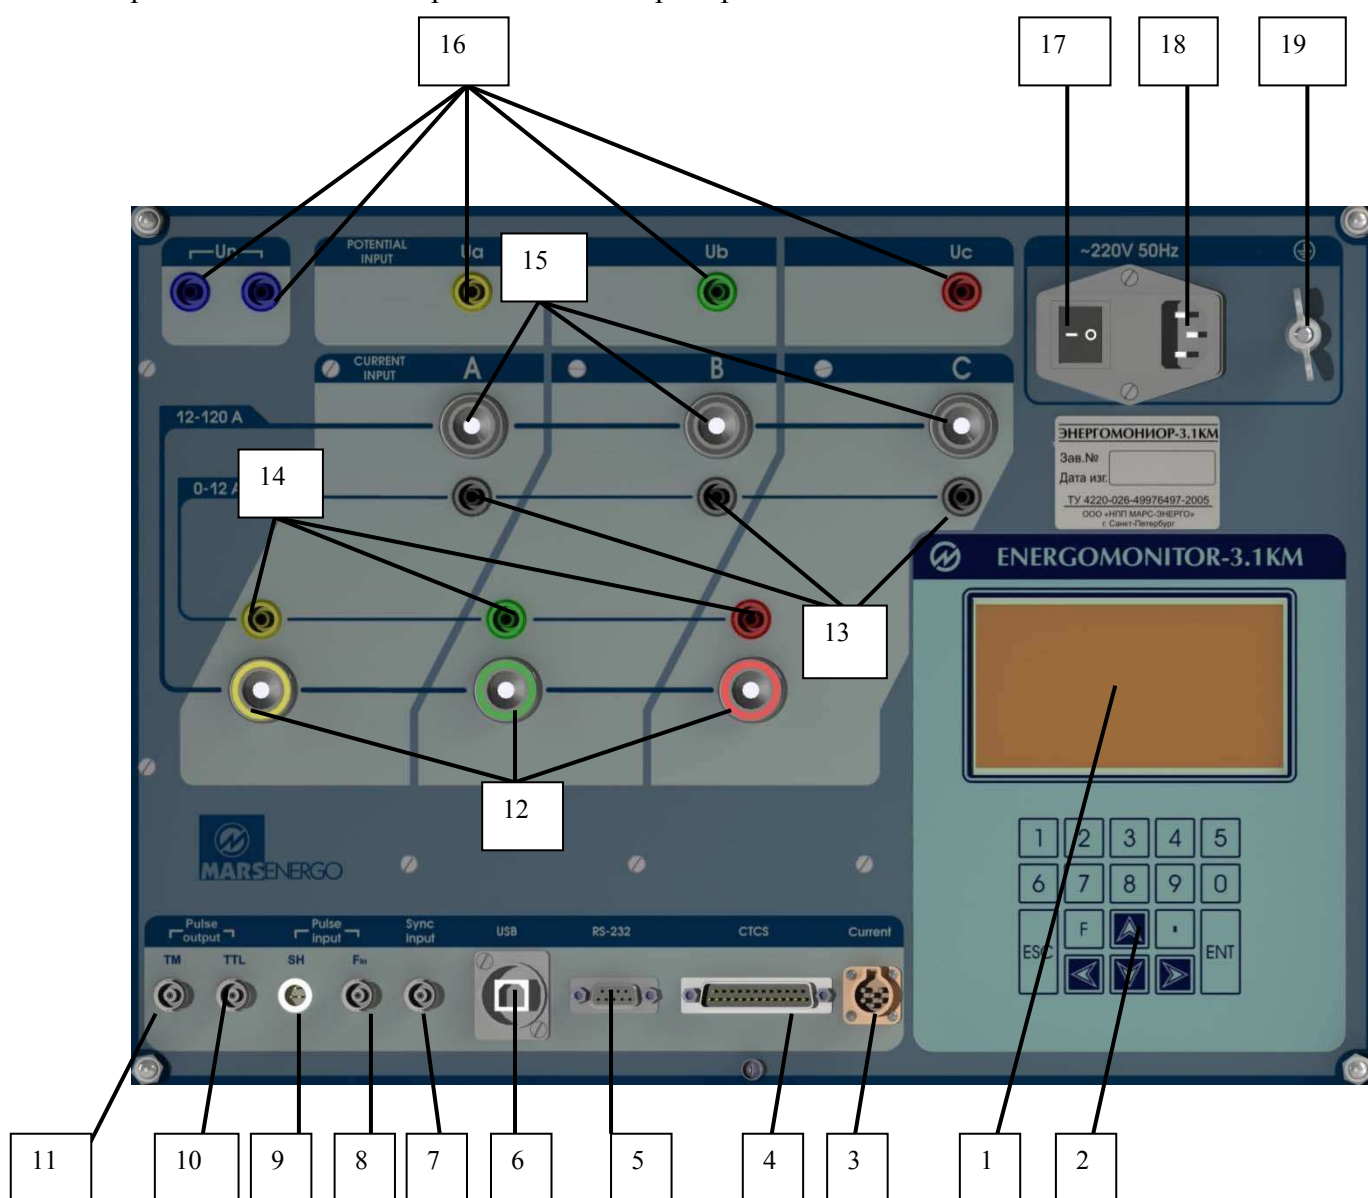 16
17
18
19
Un
POTENTIAL
INPUT
Ua
Ub
Uc
~220V 50Hz
15
CURRENT
INPUT
A
B
C
12-120 A
0-12 A
14
ЭНЕРГОМОНИОР-3.1КМ
Зав.№
Дата изг.
ТУ 4220-026-49976497-2005
ООО «НПП МАРС-ЭНЕРГО»
г. Санкт-Петербург
ENERGOMONITOR-3.1KM
13
12
MARSENERGO
1 2 3 4 5
6 7 8 9 0
ESC F . ENT
Pulse
output
Pulse
input
Sync
input
USB
RS-232
CTCS
Current
TM
TTL
SH
Fin
11
10
9
8
7
6
5
4
3
1
2